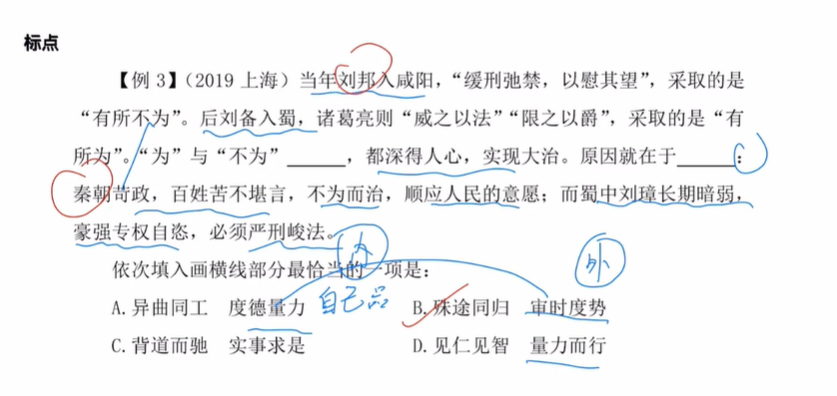 标点
【例 3】（2019 上海）当年刘邦入咸阳，“缓刑弛禁，以慰其望”，采取的是
“有所不为”。后刘备入蜀，诸葛亮则“威之以法”“限之以爵”，采取的是“有
所为”。“为”与“不为”______，都深得人心，实现大治。原因就在于______：
秦朝苛政，百姓苦不堪言，不为而治，顺应人民的意愿；而蜀中刘璋长期暗弱，
豪强专权自恣，必须严刑峻法。
内 外
依次填入画横线部分最恰当的一项是：
A.异曲同工 度德量力 自己品 B.殊途同归 审时度势
C.背道而驰 实事求是 D.见仁见智 量力而行